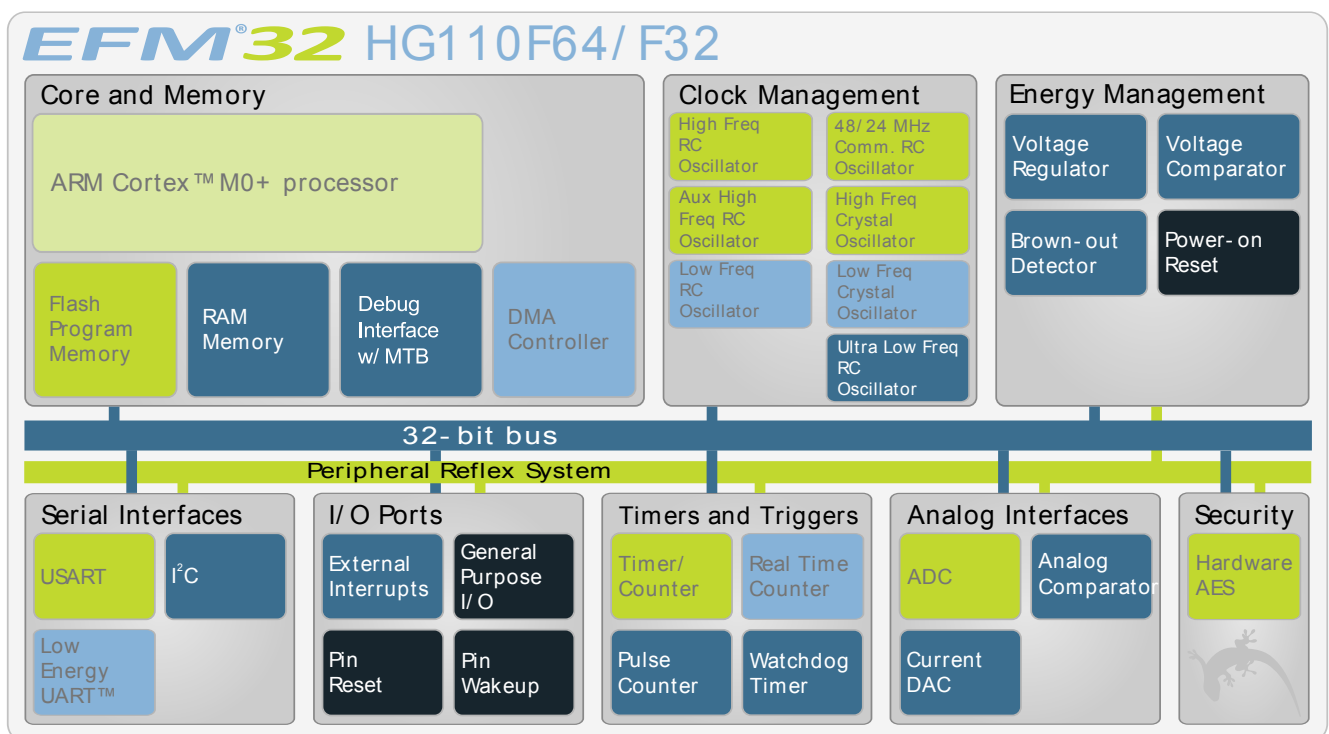 EFM®32 HG110F64/ F32
Core and Memory
ARM Cortex™ M0+ processor
Flash
Program
Memory
RAM
Memory
Debug
Interface
w/ MTB
DMA
Controller
Clock Management
High Freq
RC
Oscillator
48/ 24 MHz
Comm. RC
Oscillator
Aux High
Freq RC
Oscillator
High Freq
Crystal
Oscillator
Low Freq
RC
Oscillator
Low Freq
Crystal
Oscillator
Ultra Low Freq
RC
Oscillator
Energy Management
Voltage
Regulator
Voltage
Comparator
Brown- out
Detector
Power- on
Reset
32- bit bus
Peripheral Reflex System
Serial Interfaces
USART
I²C
Low
Energy
UART™
I/ O Ports
External
Interrupts
General
Purpose
I/ O
Pin
Reset
Pin
Wakeup
Timers and Triggers
Timer/
Counter
Real Time
Counter
Pulse
Counter
Watchdog
Timer
Analog Interfaces
ADC
Analog
Comparator
Current
DAC
Security
Hardware
AES